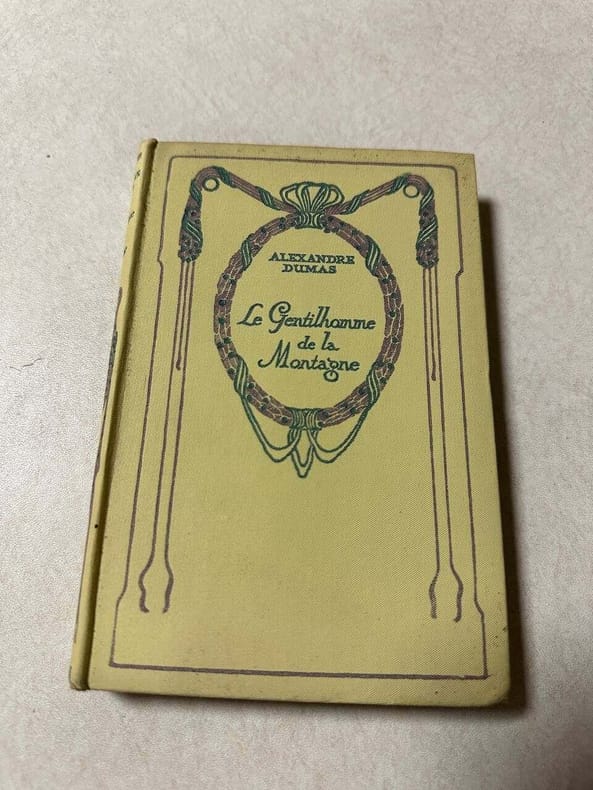 ALEXANDRE
DUMAS
Le Gentilhomme
de la
Montagne